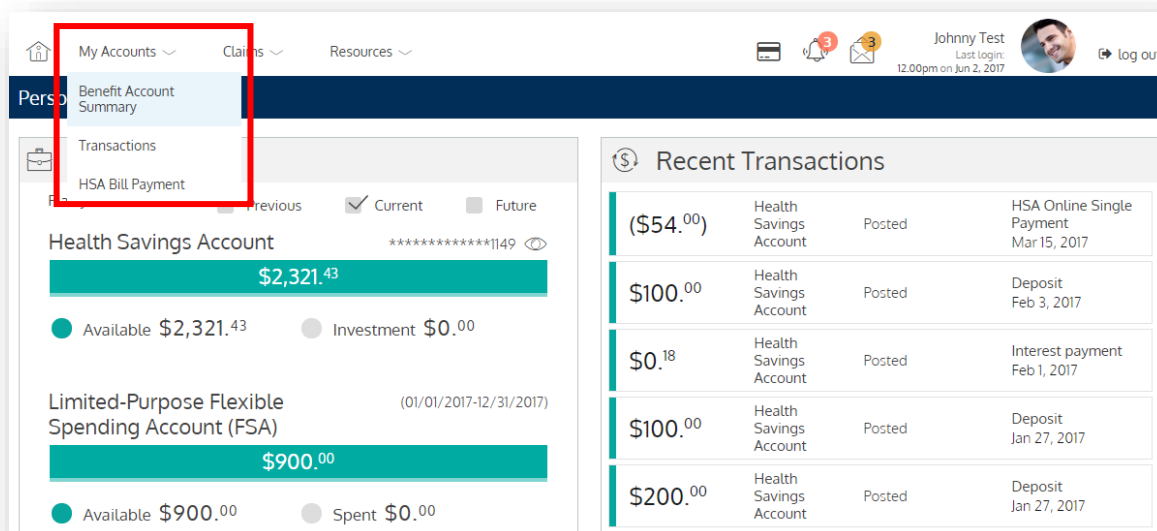 My Accounts
Claims
Resources
3
3
Johnny Test
Last login:
12.00pm on Jun 2, 2017
log out
Perso
Benefit Account
Summary
Transactions
HSA Bill Payment
Previous
Current
Future
Health Savings Account
*************1149
$2,321.43
Available $2,321.43
Investment $0.00
Limited-Purpose Flexible
Spending Account (FSA)
(01/01/2017-12/31/2017)
$900.00
Available $900.00
Spent $0.00
Recent Transactions
($54.00)
Health
Savings
Account
Posted
HSA Online Single
Payment
Mar 15, 2017
$100.00
Health
Savings
Account
Posted
Deposit
Feb 3, 2017
$0.18
Health
Savings
Account
Posted
Interest payment
Feb 1, 2017
$100.00
Health
Savings
Account
Posted
Deposit
Jan 27, 2017
$200.00
Health
Savings
Account
Posted
Deposit
Jan 27, 2017